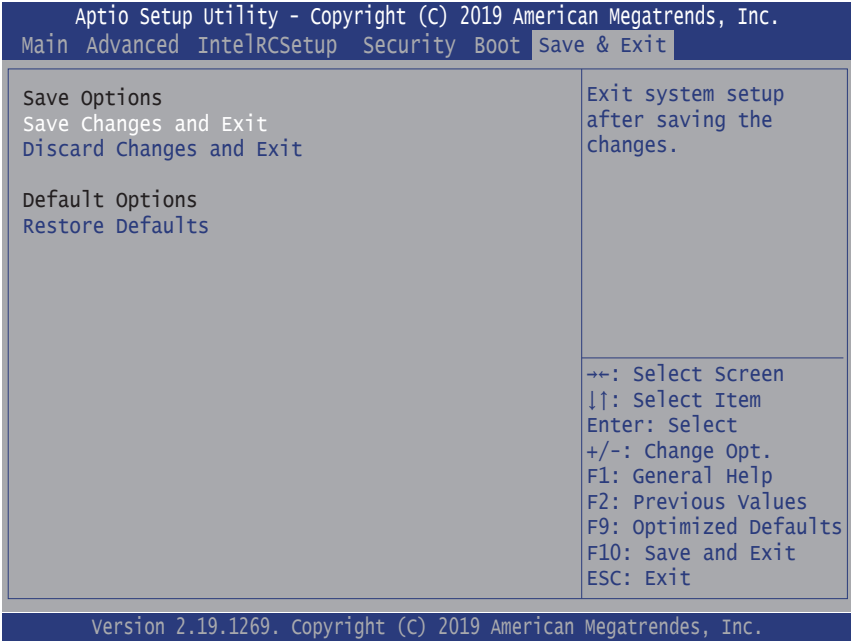 Aptio Setup Utility - Copyright (C) 2019 American Megatrends, Inc.
Main Advanced IntelRCSetup Security Boot Save & Exit
Save Options
Save Changes and Exit
Discard Changes and Exit
Default Options
Restore Defaults
Exit system setup
after saving the
changes.
→←: Select Screen
↓↑: Select Item
Enter: Select
+/-: Change Opt.
F1: General Help
F2: Previous Values
F9: Optimized Defaults
F10: Save and Exit
ESC: Exit
Version 2.19.1269. Copyright (C) 2019 American Megatrendes, Inc.